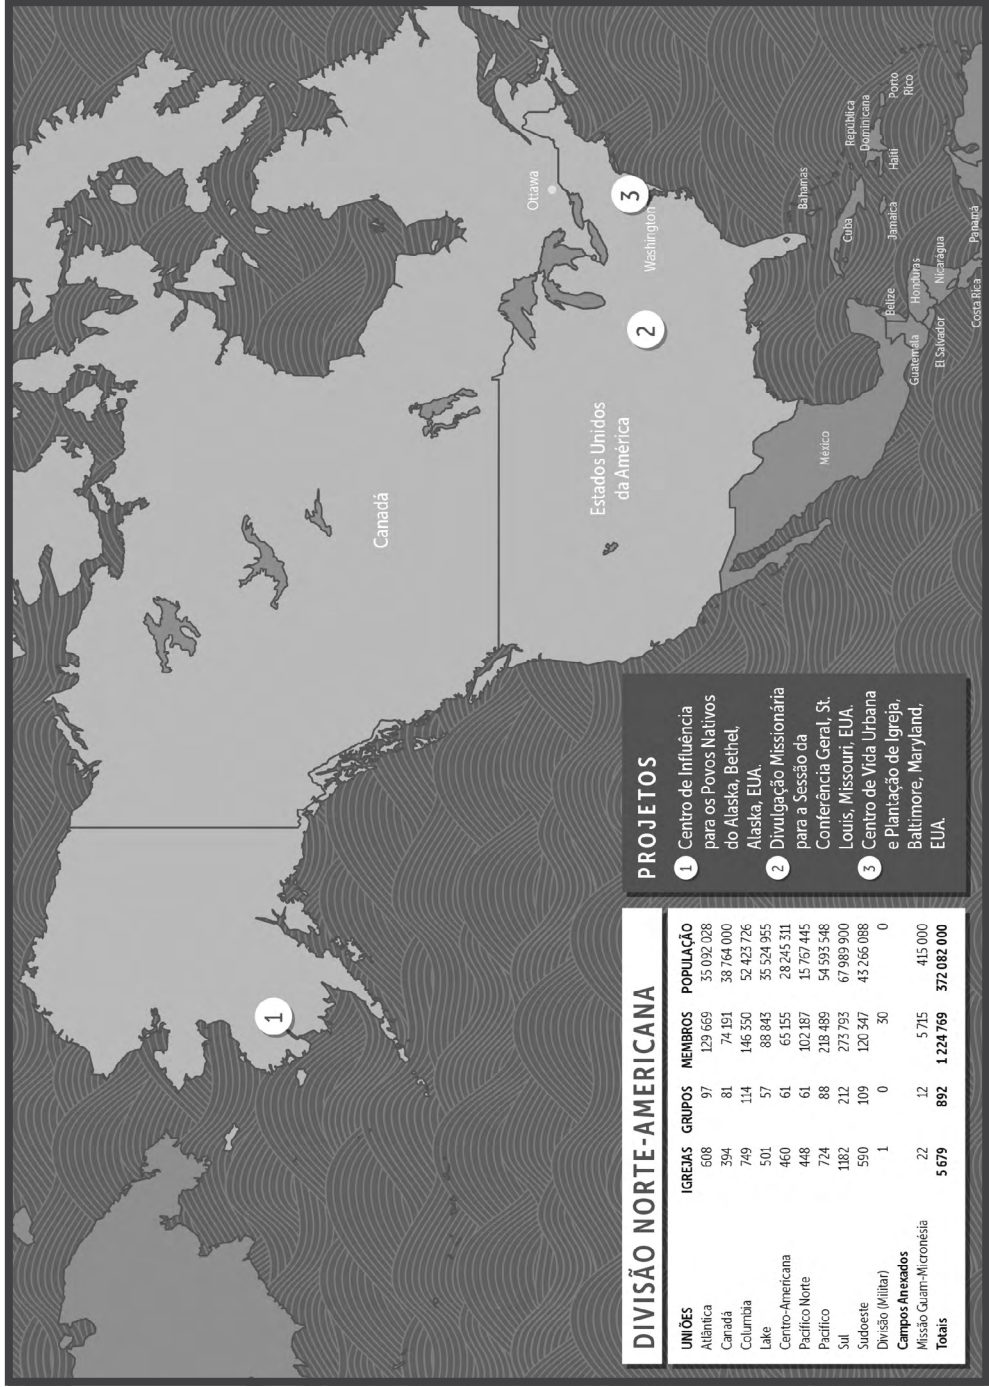 Ottawa
Washington
Canadá
Estados Unidos
da América
México
Bahamas
Cuba
República
Dominicana
Porto
Rico
Haiti
Jamaica
Belize
Honduras
Guatemala
El Salvador
Nicarágua
Costa Rica
Panamá
1
2
3
DIVISÃO NORTE-AMERICANA
UNIÕES IGREJAS GRUPOS MEMBROS POPULAÇÃO
Atlântica 608 97 129 669 35 092 028
Canadá 394 81 74 191 38 764 000
Columbia 749 114 146 350 52 423 726
Lake 501 57 88 843 35 524 955
Centro-Americana 460 61 65 155 28 245 311
Pacífico Norte 448 61 102 187 15 767 445
Pacífico 724 88 218 489 54 593 548
Sul 1182 212 273 793 67 989 900
Sudoeste 590 109 120 347 43 266 088
Divisão (Militar) 1 0 30 0
Campos Anexados
Missão Guam-Micronésia 22 12 5 715 415 000
Totais 5 679 892 1 224 769 372 082 000
PROJETOS
1 Centro de Influência
para os Povos Nativos
do Alaska, Bethel,
Alaska, EUA.
2 Divulgação Missionária
para a Sessão da
Conferência Geral, St.
Louis, Missouri, EUA.
3 Centro de Vida Urbana
e Plantação de Igreja,
Baltimore, Maryland,
EUA.